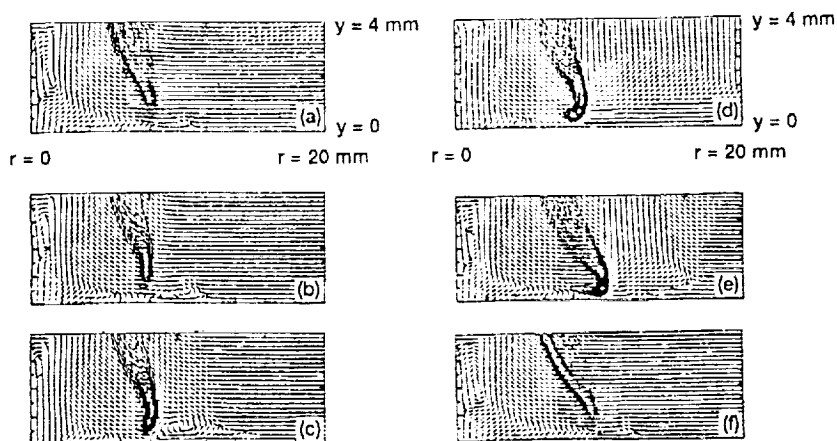 y = 4 mm
(a)
y = 0
r = 0
r = 20 mm
(b)
(c)
y = 4 mm
(d)
y = 0
r = 0
r = 20 mm
(e)
(f)